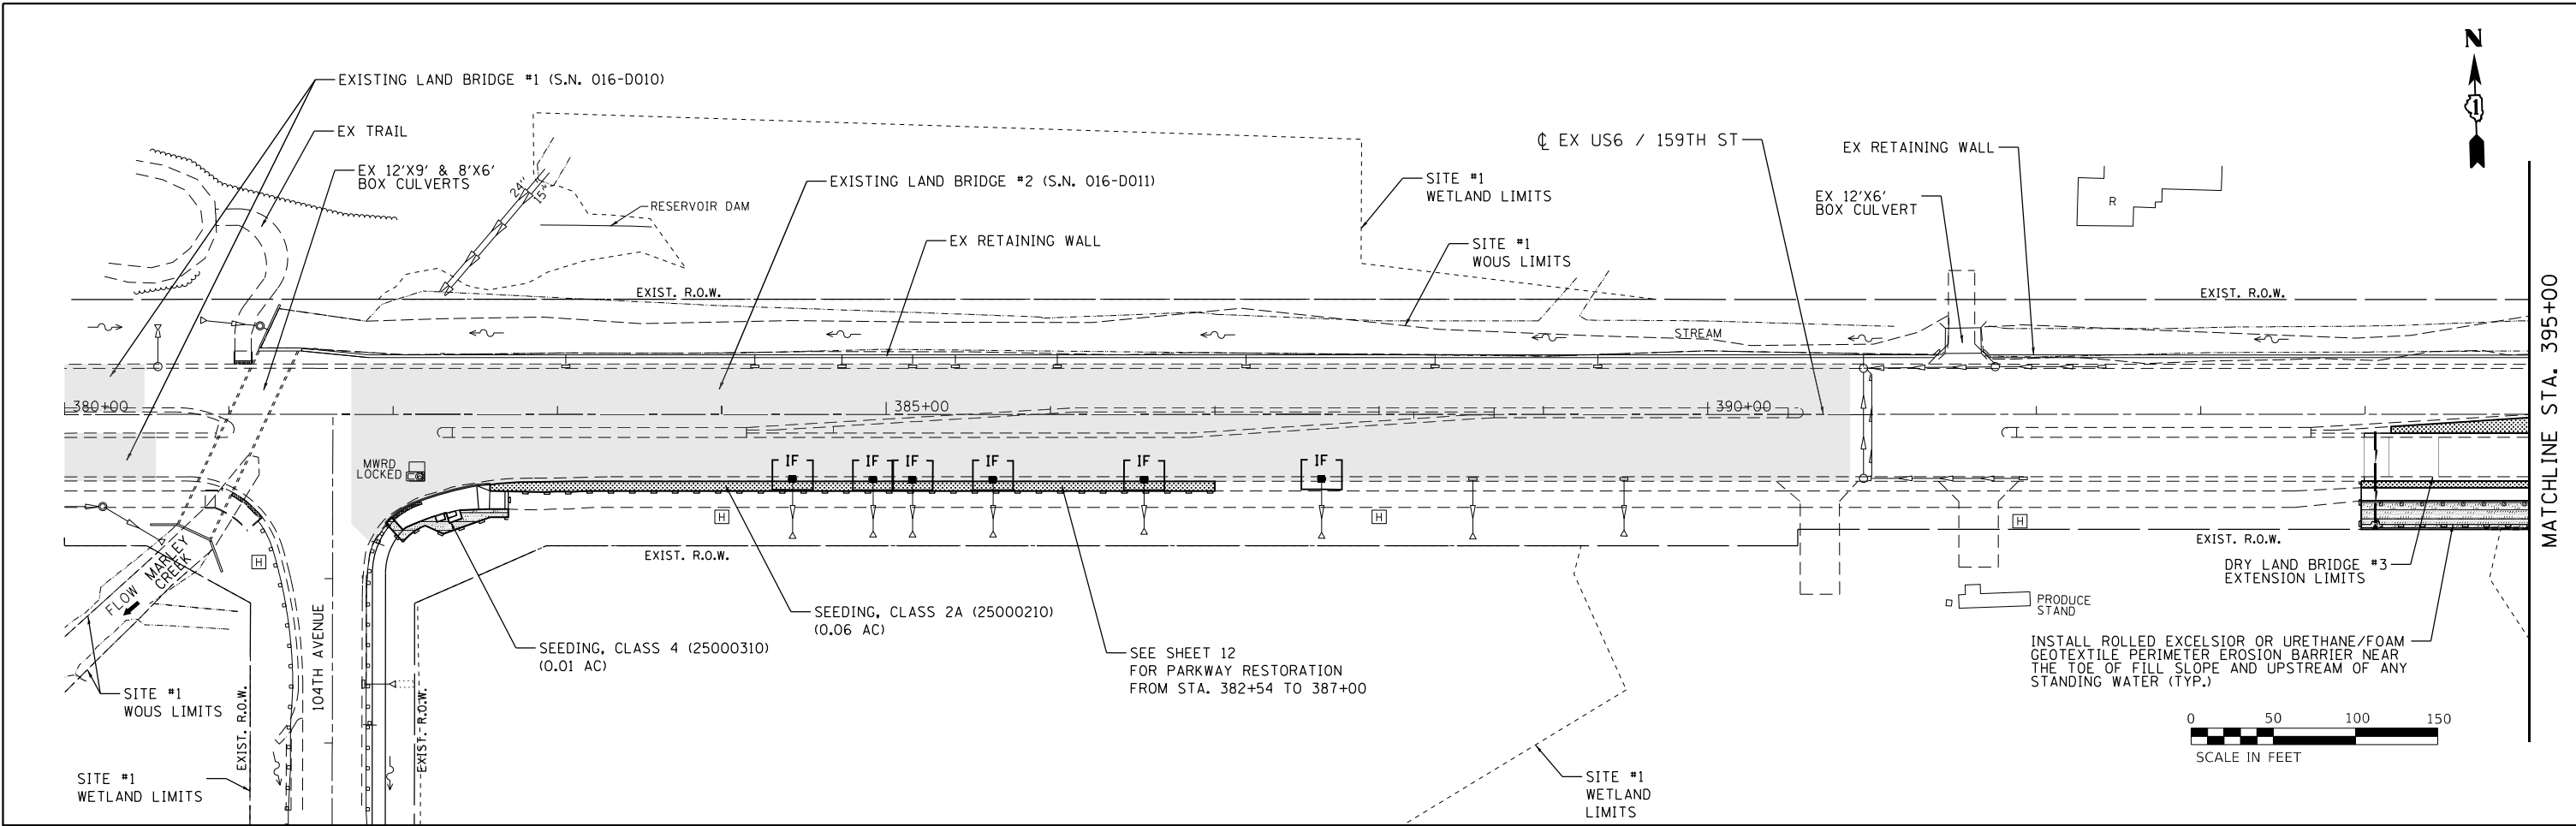 N
1
EXISTING LAND BRIDGE #1 (S.N. 016-D010)
EX TRAIL
EX 12'X9' & 8'X6'
BOX CULVERTS
24"
15"
RESERVOIR DAM
EXISTING LAND BRIDGE #2 (S.N. 016-D011)
EX RETAINING WALL
SITE #1
WETLAND LIMITS
SITE #1
WOUS LIMITS
℄ EX US6 / 159TH ST
EX RETAINING WALL
EX 12'X6'
BOX CULVERT
R
EXIST. R.O.W.
EXIST. R.O.W.
STREAM
MATCHLINE STA. 395+00
380+00
385+00
390+00
MWRD
LOCKED
IF
IF
IF
IF
IF
IF
H
H
H
H
EXIST. R.O.W.
EXIST. R.O.W.
FLOW
MARLEY
CREEK
104TH AVENUE
EXIST. R.O.W.
EXIST. R.O.W.
SEEDING, CLASS 4 (25000310)
(0.01 AC)
SEEDING, CLASS 2A (25000210)
(0.06 AC)
SEE SHEET 12
FOR PARKWAY RESTORATION
FROM STA. 382+54 TO 387+00
DRY LAND BRIDGE #3
EXTENSION LIMITS
PRODUCE
STAND
INSTALL ROLLED EXCELSIOR OR URETHANE/FOAM
GEOTEXTILE PERIMETER EROSION BARRIER NEAR
THE TOE OF FILL SLOPE AND UPSTREAM OF ANY
STANDING WATER (TYP.)
SITE #1
WOUS LIMITS
SITE #1
WETLAND LIMITS
SITE #1
WETLAND
LIMITS
0 50 100 150
SCALE IN FEET